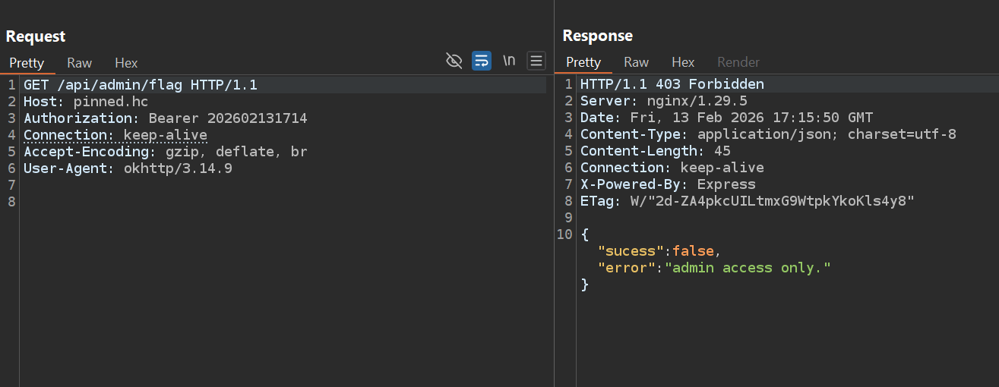 Request
Pretty Raw Hex \n
1 GET /api/admin/flag HTTP/1.1
2 Host: pinned.hc
3 Authorization: Bearer 202602131714
4 Connection: keep-alive
5 Accept-Encoding: gzip, deflate, br
6 User-Agent: okhttp/3.14.9
7
8
Response
Pretty Raw Hex Render
1 HTTP/1.1 403 Forbidden
2 Server: nginx/1.29.5
3 Date: Fri, 13 Feb 2026 17:15:50 GMT
4 Content-Type: application/json; charset=utf-8
5 Content-Length: 45
6 Connection: keep-alive
7 X-Powered-By: Express
8 ETag: W/"2d-ZA4pkcUILtmxG9WtpkYkoKls4y8"
9
10 {
"sucess":false,
"error":"admin access only."
}